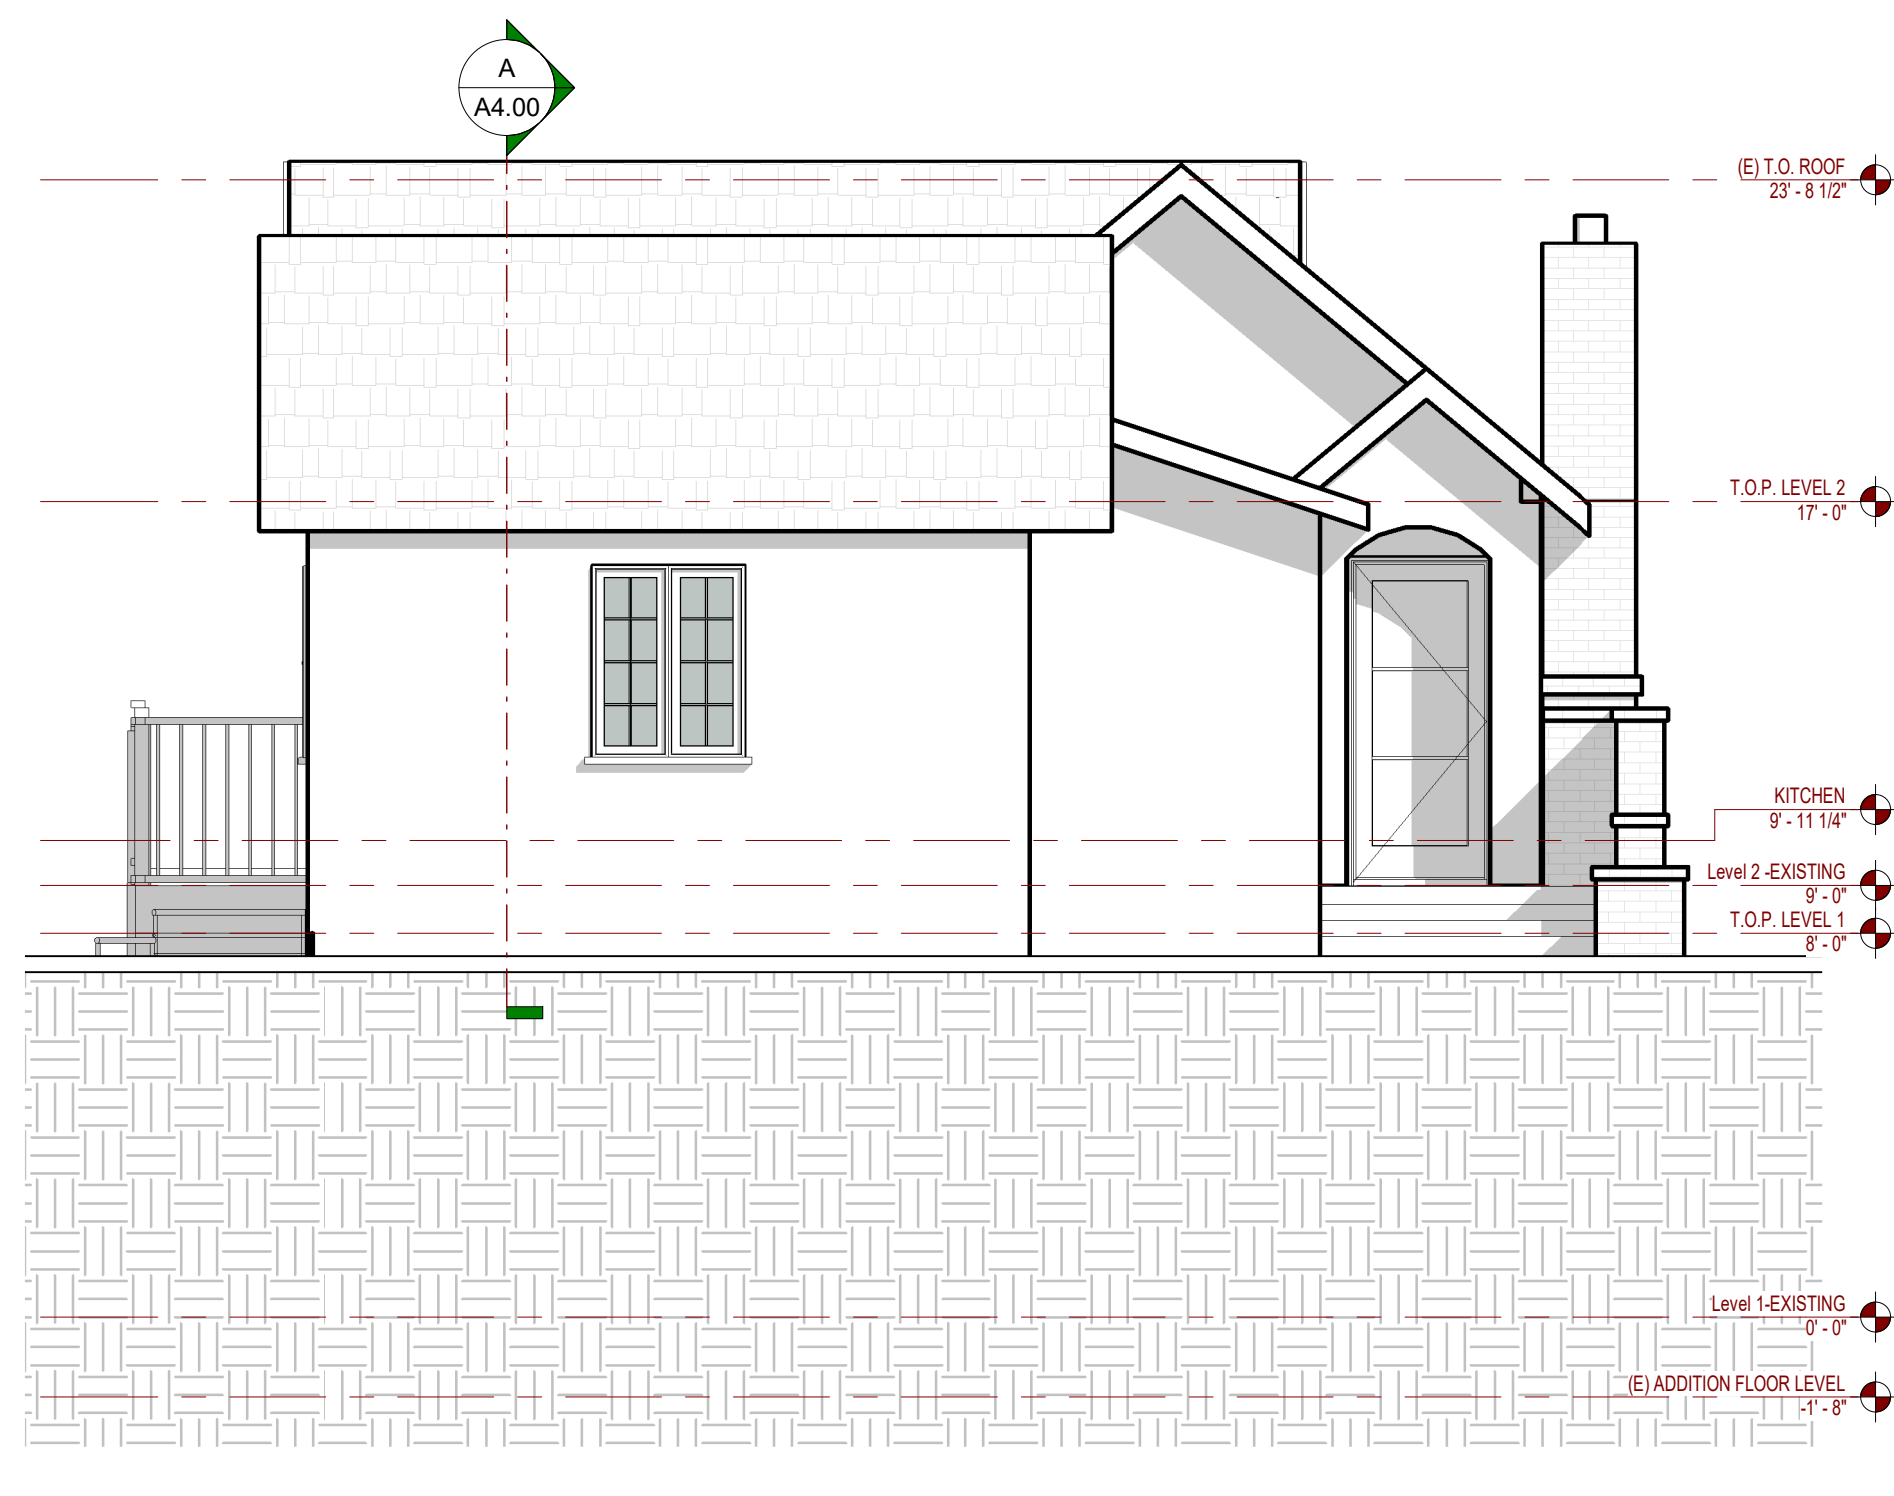 A
A4.00
(E) T.O. ROOF
23' - 8 1/2"
T.O.P. LEVEL 2
17' - 0"
KITCHEN
9' - 11 1/4"
Level 2 -EXISTING
9' - 0"
T.O.P. LEVEL 1
8' - 0"
Level 1-EXISTING
0' - 0"
(E) ADDITION FLOOR LEVEL
-1' - 8"